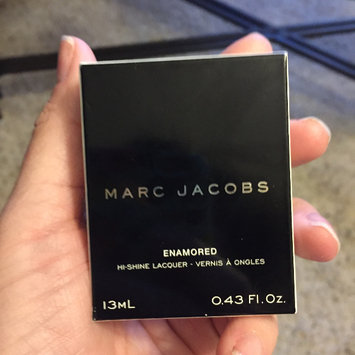 MARC JACOBS
ENAMORED
HI-SHINE LACQUER - VERNIS À ONGLES
13mL 0.43 Fl.Oz.